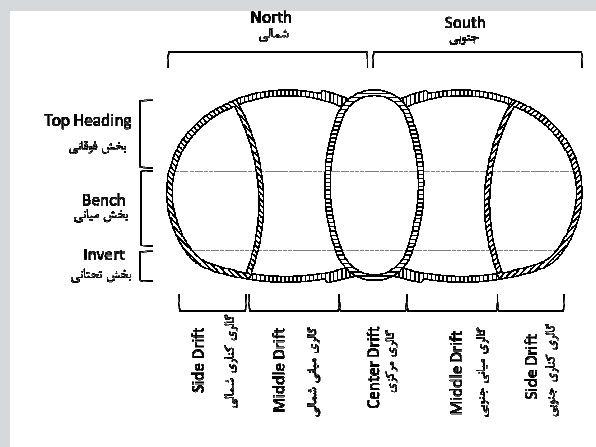 North
شمالی
South
جنوبی
Top Heading
بخش فوقانی
Bench
بخش میانی
Invert
بخش تحتانی
Side Drift
گالری کناری شمالی
Middle Drift
گالری میانی شمالی
Center Drift
گالری مرکزی
Middle Drift
گالری میانی جنوبی
Side Drift
گالری کناری جنوبی